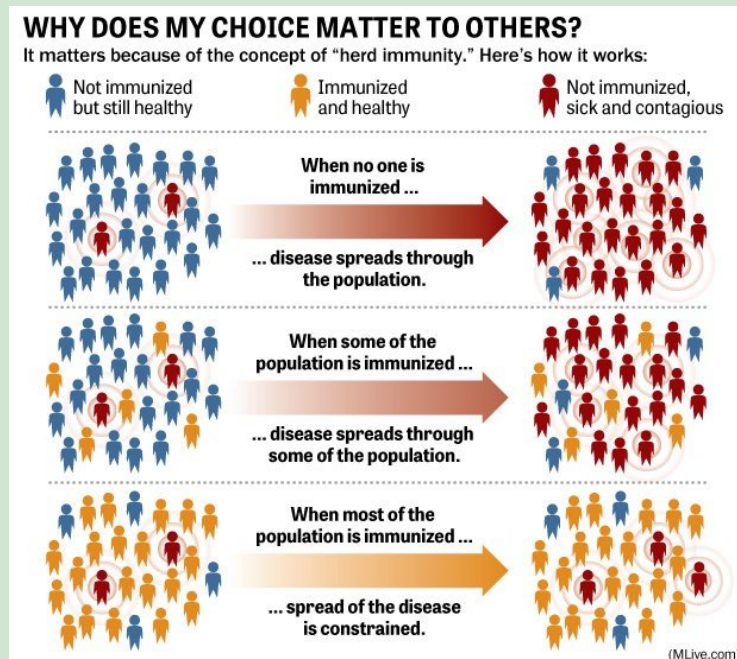 WHY DOES MY CHOICE MATTER TO OTHERS?
It matters because of the concept of “herd immunity.” Here’s how it works:
Not immunized
but still healthy
Immunized
and healthy
Not immunized,
sick and contagious
When no one is
immunized ...
... disease spreads through
the population.
When some of the
population is immunized ...
... disease spreads through
some of the population.
When most of the
population is immunized ...
... spread of the disease
is constrained.
(MLive.com)